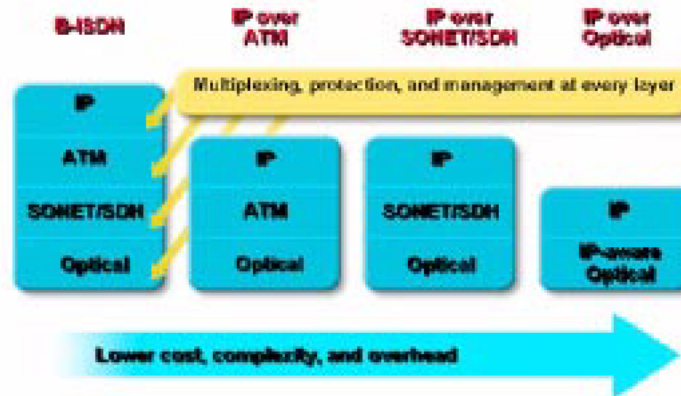 B-ISDN
IP over
ATM
IP over
SONET/SDH
IP over
Optical
Multiplexing, protection, and management at every layer
IP
ATM
SONET/SDH
Optical
IP
ATM
Optical
IP
SONET/SDH
Optical
IP
IP-aware
Optical
Lower cost, complexity, and overhead